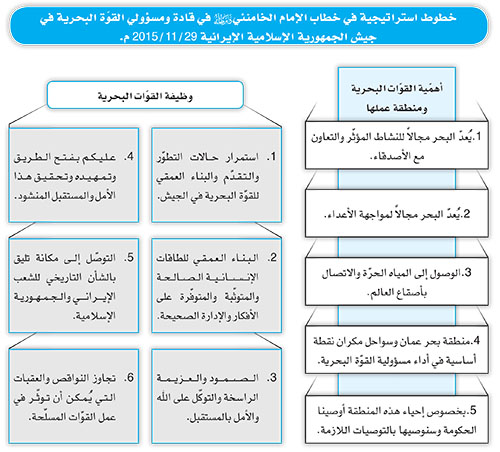 خطوط استراتيجية في خطاب الإمام الخامنئي في قادة ومسؤولي القوّة البحرية في
جيش الجمهورية الإسلامية الإيرانية 29 /11 /2015 م.
أهمّية القوات البحرية
ومنطقة عملها
1.يُعدّ البحر مجالاً للنشاط المؤثّر والتعاون
مع الأصدقاء.
2.يُعدّ البحر مجالاً لمواجهة الأعداء.
3.الوصول إلى المياه الحرّة والاتصال
بأصقاع العالم.
4.منطقة بحر عمان وسواحل مكران نقطة
أساسية في أداء مسؤولية القوّة البحرية.
5.بخصوص إحياء هذه المنطقة أوصينا
الحكومة وسنوصيها بالتوصيات اللازمة.
وظيفة القوّات البحرية
1. استمرار حالات التطوّر
والتقدّم والبناء العمقي
للقوة البحرية في الجيش.
2. البناء العمقي للطاقات
الإنسانية الصالحة
والمتوثّبة والمتوفّرة على
الأفكار والإدارة الصحيحة.
3. الصمود والعزيمة
الراسخة والتوكّل على الله
والأمل بالمستقبل.
4. عليكم بفتح الطريق
وتمهيده وتحقيق هذا
الأمل والمستقبل المنشود.
5. التوصّل إلى مكانة تليق
بالشأن التاريخي للشعب
الإيراني والجمهورية
الإسلامية.
6. تجاوز النواقص والعقبات
التي يُمكن أن توثّر في
عمل القوات المسلّحة.